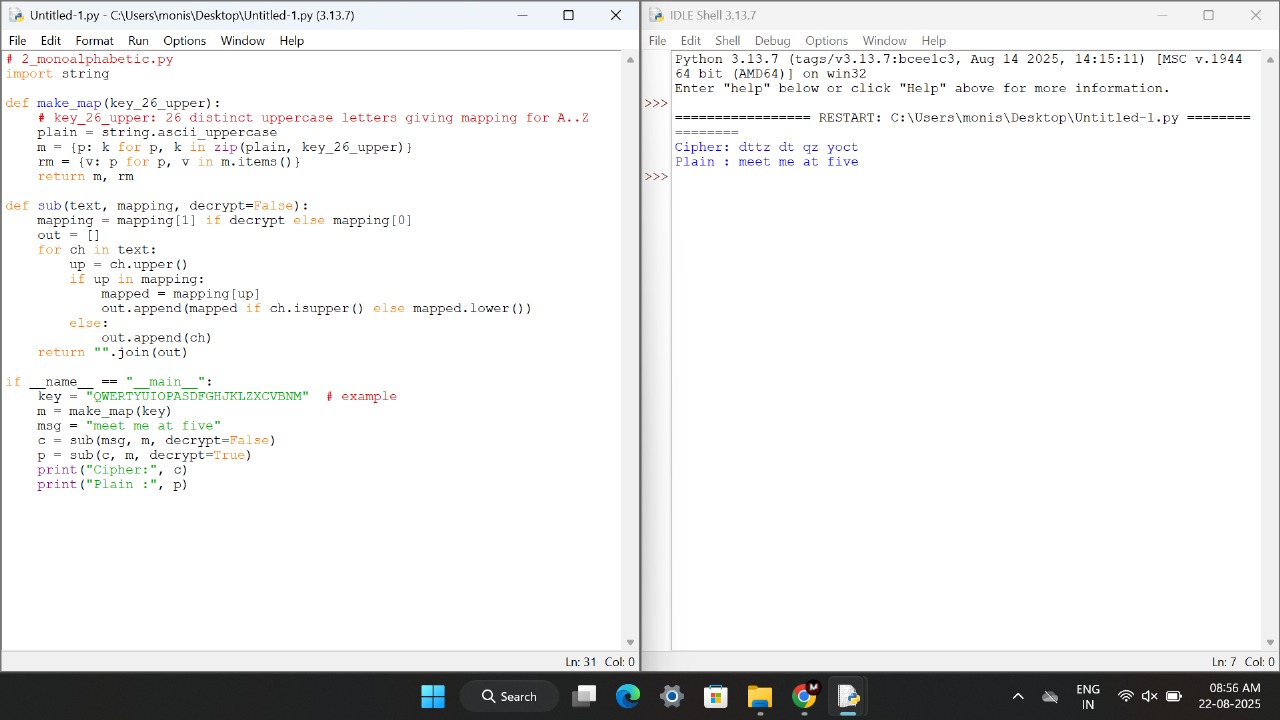 Untitled-1.py - C:\Users\monis\Desktop\Untitled-1.py (3.13.7)
File Edit Format Run Options Window Help
# 2_monoalphabetic.py
import string

def make_map(key_26_upper):
    # key_26_upper: 26 distinct uppercase letters giving mapping for A..Z
    plain = string.ascii_uppercase
    m = {p: k for p, k in zip(plain, key_26_upper)}
    rm = {v: p for p, v in m.items()}
    return m, rm

def sub(text, mapping, decrypt=False):
    mapping = mapping[1] if decrypt else mapping[0]
    out = []
    for ch in text:
        up = ch.upper()
        if up in mapping:
            mapped = mapping[up]
            out.append(mapped if ch.isupper() else mapped.lower())
        else:
            out.append(ch)
    return "".join(out)

if __name__ == "__main__":
    key = "QWERTYUIOPASDFGHJKLZXCVBNM"  # example
    m = make_map(key)
    msg = "meet me at five"
    c = sub(msg, m, decrypt=False)
    p = sub(c, m, decrypt=True)
    print("Cipher:", c)
    print("Plain :", p)
Ln: 31 Col: 0
IDLE Shell 3.13.7
File Edit Shell Debug Options Window Help
Python 3.13.7 (tags/v3.13.7:bcee1c3, Aug 14 2025, 14:15:11) [MSC v.1944
64 bit (AMD64)] on win32
Enter "help" below or click "Help" above for more information.
>>>
================= RESTART: C:\Users\monis\Desktop\Untitled-1.py ========
========
Cipher: dttz dt qz yoct
Plain : meet me at five
>>>
Ln: 7 Col: 0
Search
M
ENG
IN
08:56 AM
22-08-2025